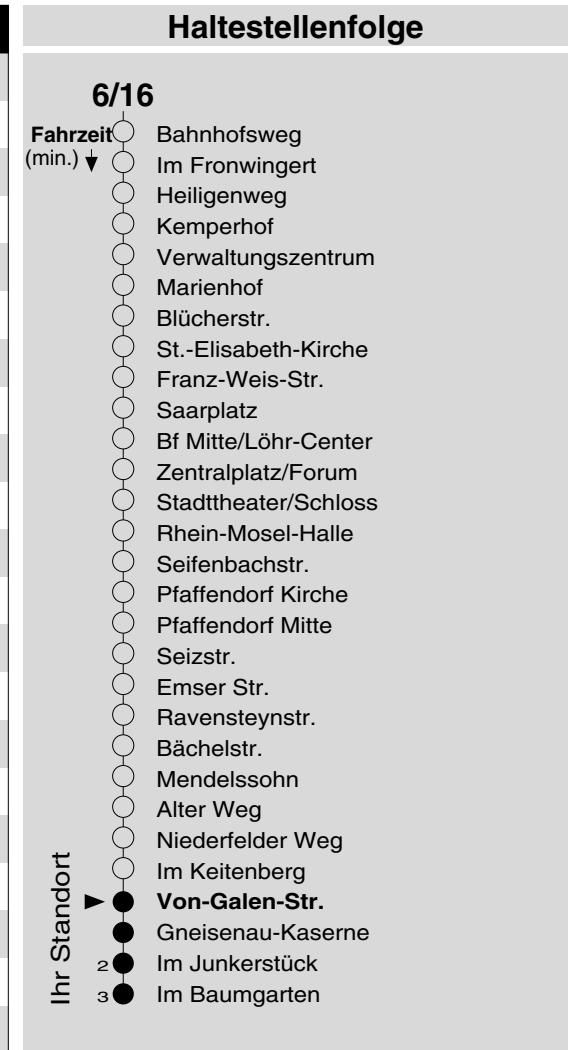 Haltestellenfolge
6/16
Fahrzeit Bahnhofsweg
(min.) Im Fronwingert
Heiligenweg
Kemperhof
Verwaltungszentrum
Marienhof
Blücherstr.
St.-Elisabeth-Kirche
Franz-Weis-Str.
Saarplatz
Bf Mitte/Löhr-Center
Zentralplatz/Forum
Stadttheater/Schloss
Rhein-Mosel-Halle
Seifenbachstr.
Pfaffendorf Kirche
Pfaffendorf Mitte
Seizstr.
Emser Str.
Ravensteynstr.
Bächelstr.
Mendelssohn
Alter Weg
Niederfelder Weg
Im Keitenberg
Ihr Standort
Von-Galen-Str.
Gneisenau-Kaserne
2 Im Junkerstück
3 Im Baumgarten